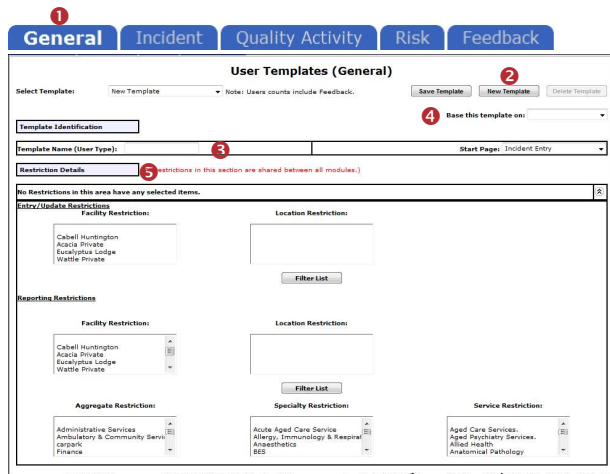 1
General Incident Quality Activity Risk Feedback
User Templates (General)
2
Select Template: New Template Note: Users counts include Feedback. Save Template New Template Delete Template
4 Base this template on:
Template Identification
Template Name (User Type): 3 Start Page: Incident Entry
Restriction Details 5 estrictions in this section are shared between all modules.)
No Restrictions in this area have any selected items.
Entry/Update Restrictions
Facility Restriction: Location Restriction:
Cabell Huntington
Acacia Private
Eucalyptus Lodge
Wattle Private
Filter List
Reporting Restrictions
Facility Restriction: Location Restriction:
Cabell Huntington
Acacia Private
Eucalyptus Lodge
Wattle Private
Filter List
Aggregate Restriction: Specialty Restriction: Service Restriction:
Administrative Services Acute Aged Care Service Aged Care Services.
Ambulatory & Community Servic Allergy, Immunology & Respirat Aged Psychiatry Services.
carpark Anaesthetics Allied Health
Finance BES Anatomical Pathology